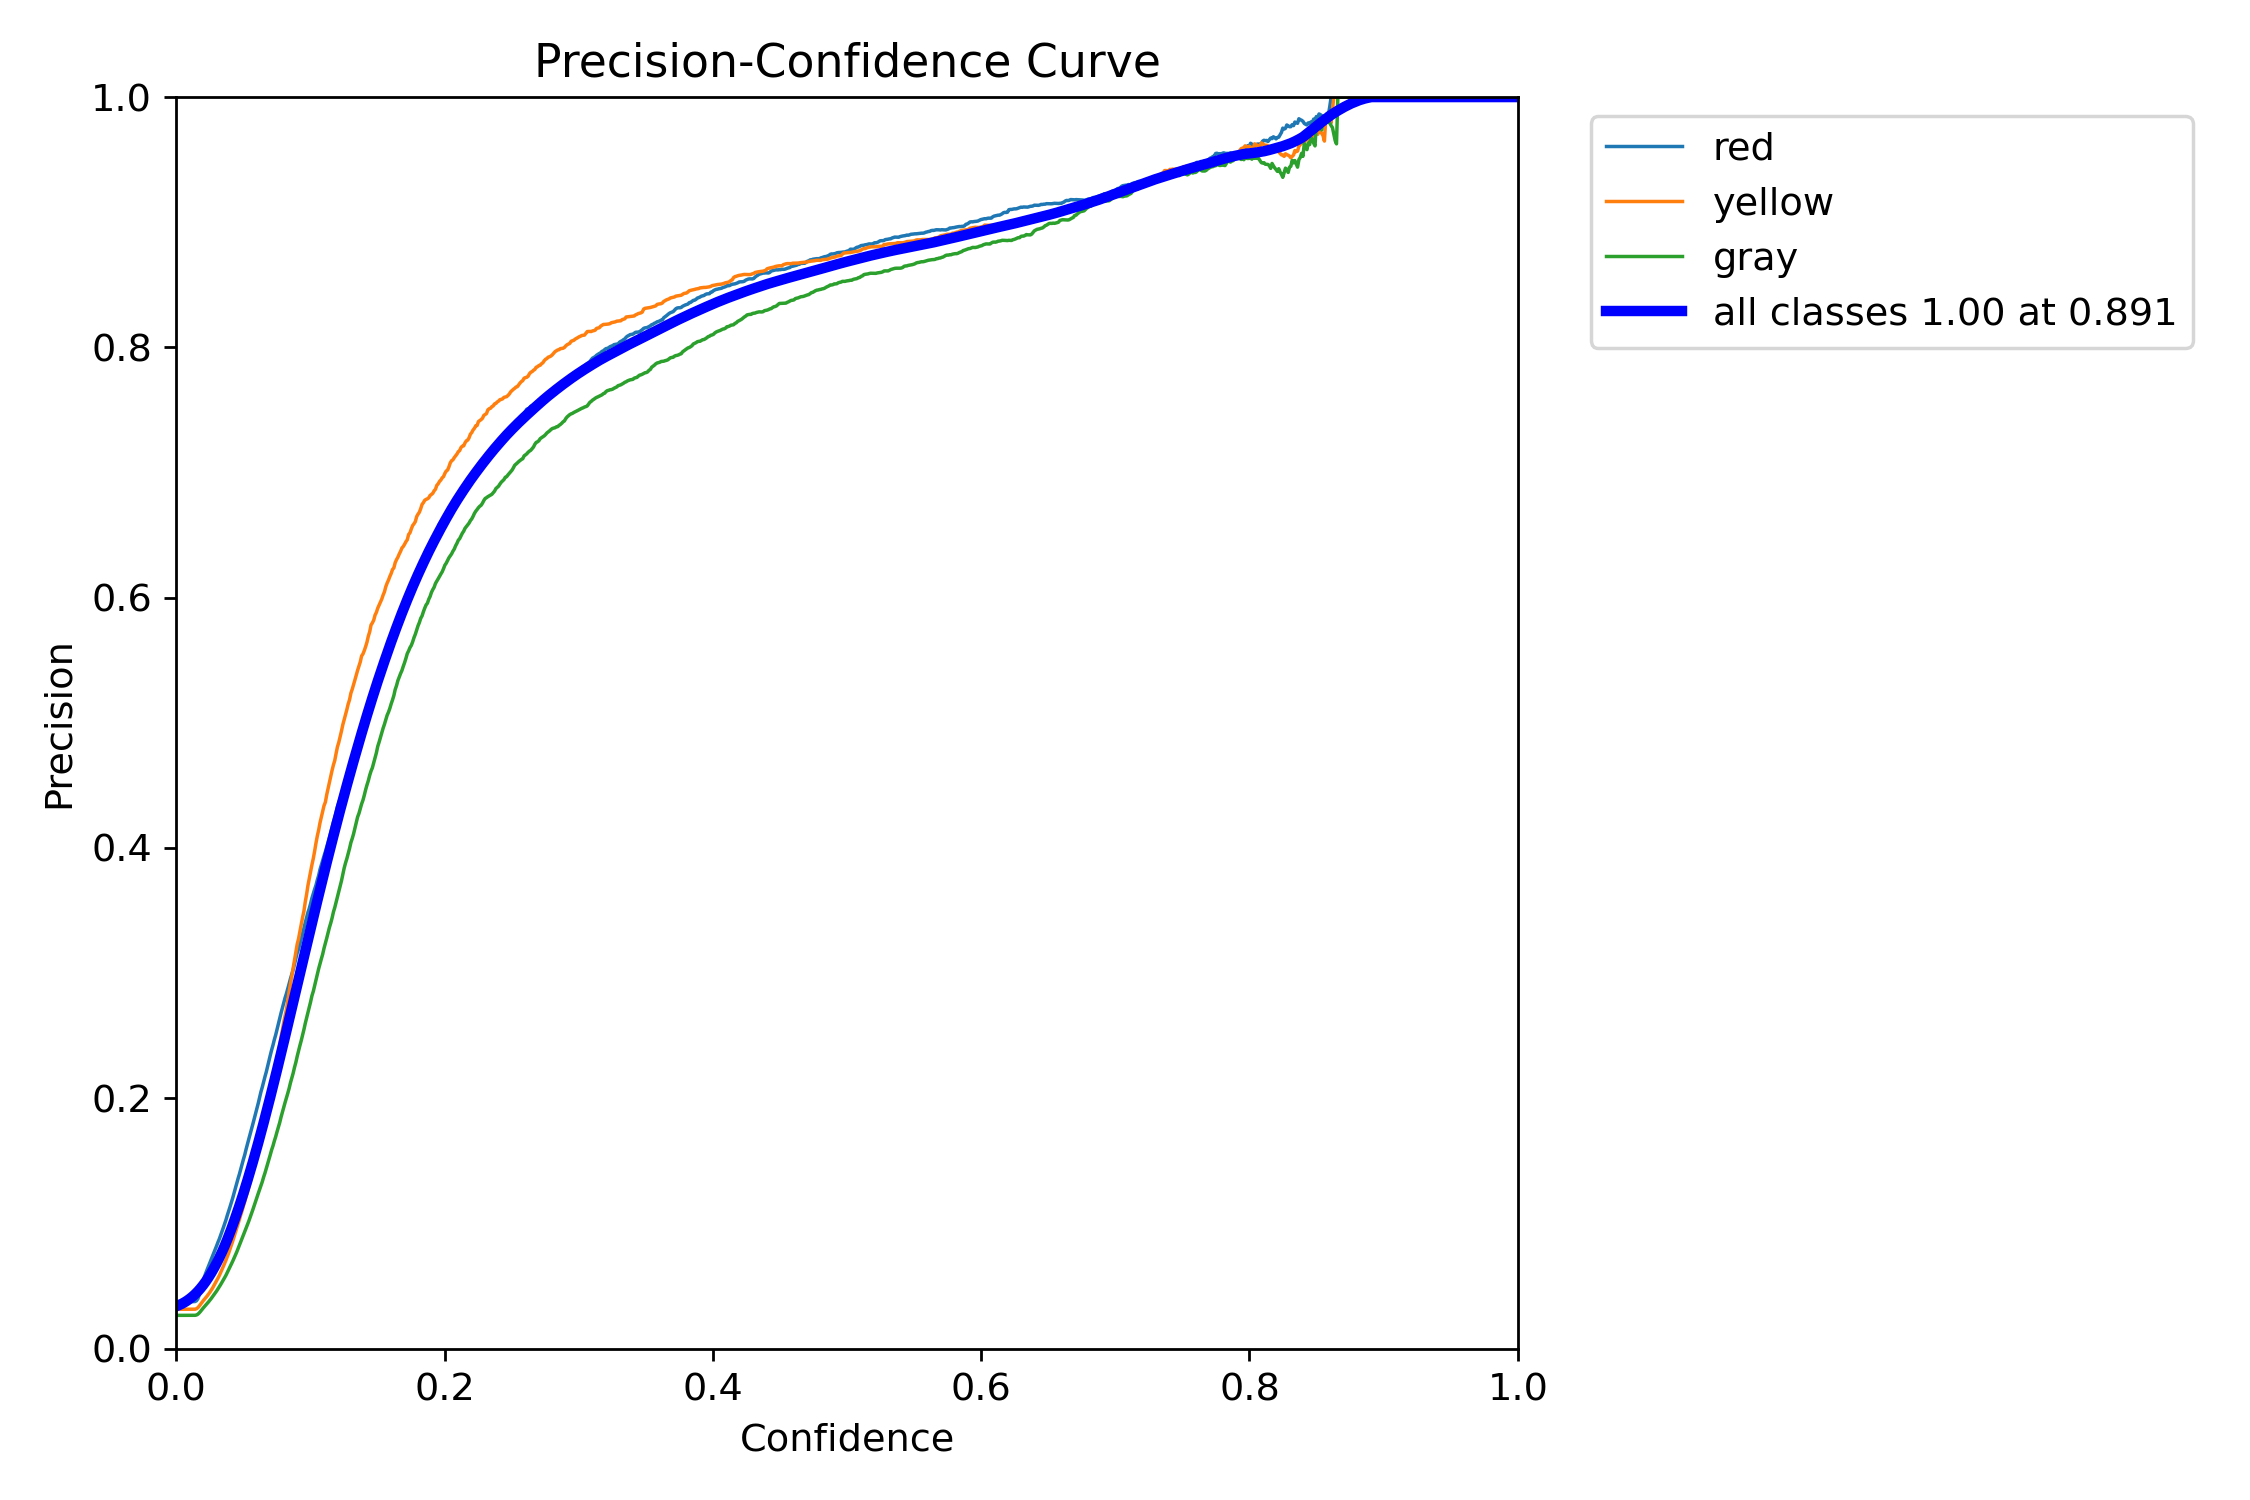 Precision-Confidence Curve
1.0
0.8
0.6
0.4
0.2
0.0
Precision
0.0 0.2 0.4 0.6 0.8 1.0
Confidence
red
yellow
gray
all classes 1.00 at 0.891